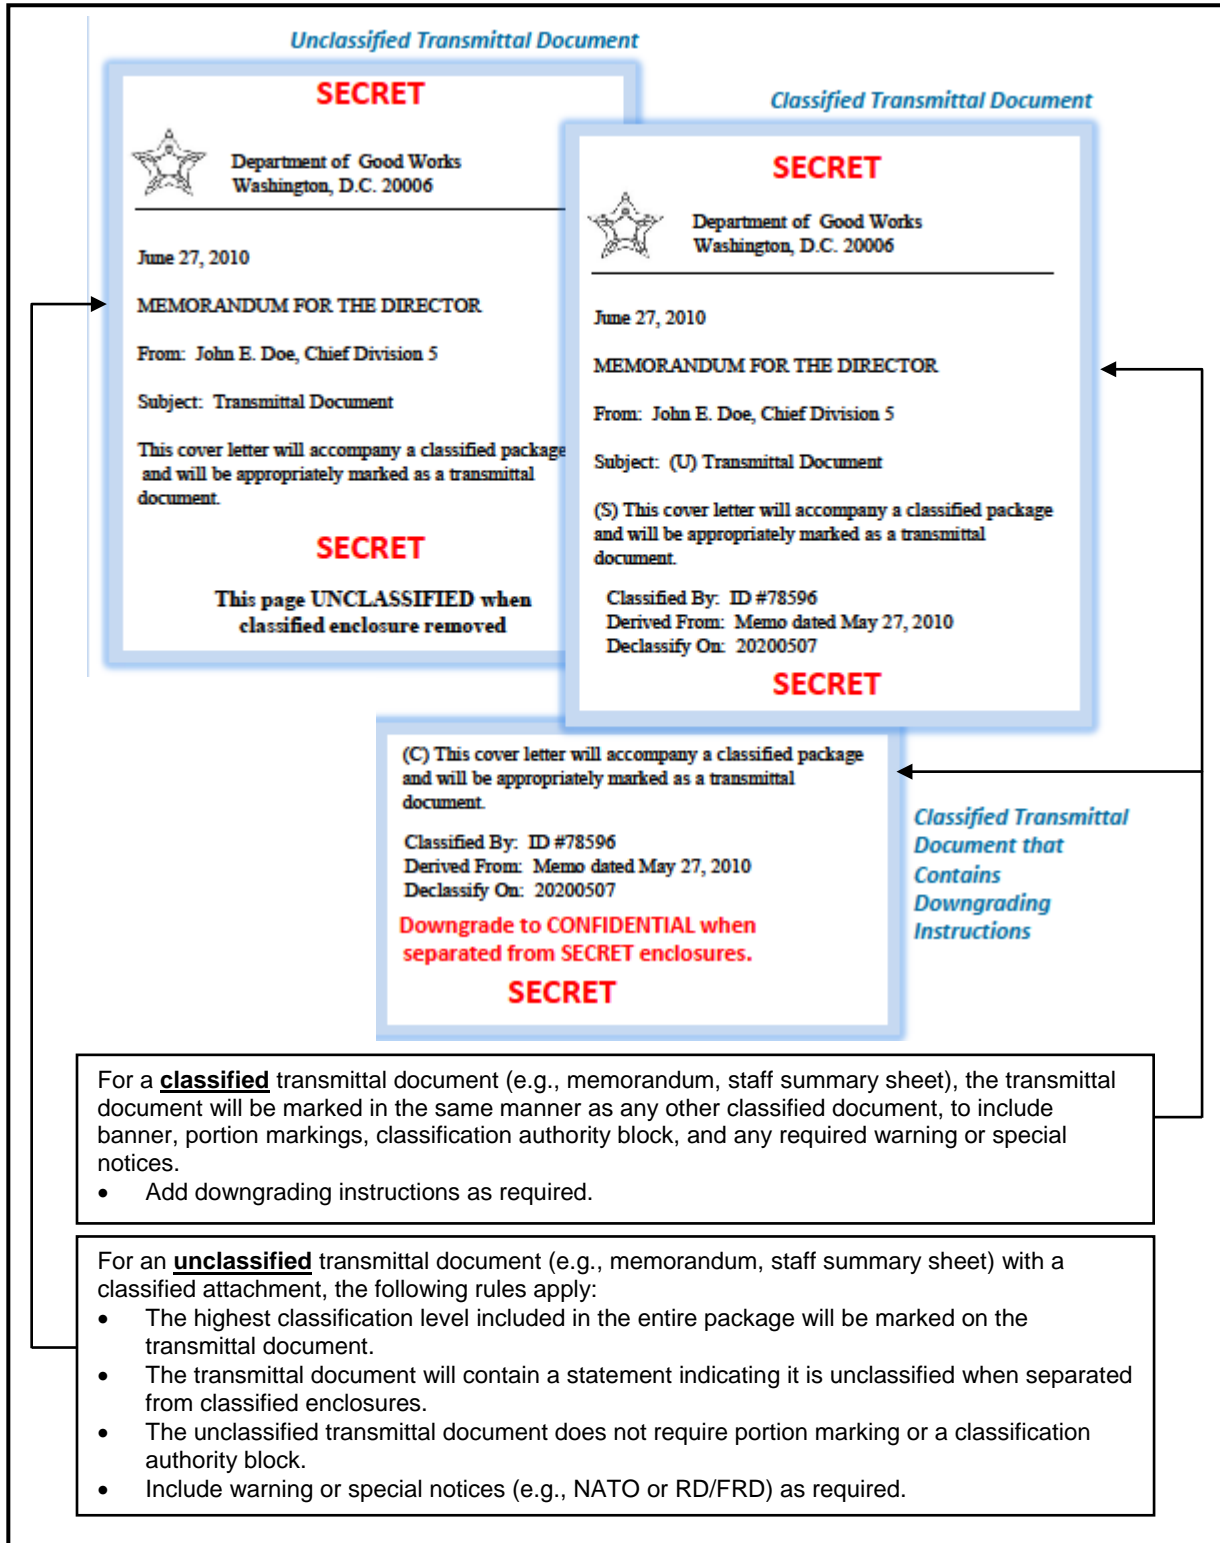 Unclassified Transmittal Document
SECRET
Department of Good Works
Washington, D.C. 20006
June 27, 2010
MEMORANDUM FOR THE DIRECTOR
From: John E. Doe, Chief Division 5
Subject: Transmittal Document
This cover letter will accompany a classified package
and will be appropriately marked as a transmittal
document.
SECRET
This page UNCLASSIFIED when
classified enclosure removed
Classified Transmittal Document
SECRET
Department of Good Works
Washington, D.C. 20006
June 27, 2010
MEMORANDUM FOR THE DIRECTOR
From: John E. Doe, Chief Division 5
Subject: (U) Transmittal Document
(S) This cover letter will accompany a classified package
and will be appropriately marked as a transmittal
document.
Classified By: ID #78596
Derived From: Memo dated May 27, 2010
Declassify On: 20200507
SECRET
(C) This cover letter will accompany a classified package
and will be appropriately marked as a transmittal
document.
Classified By: ID #78596
Derived From: Memo dated May 27, 2010
Declassify On: 20200507
Downgrade to CONFIDENTIAL when
separated from SECRET enclosures.
SECRET
Classified Transmittal
Document that
Contains
Downgrading
Instructions
For a classified transmittal document (e.g., memorandum, staff summary sheet), the transmittal
document will be marked in the same manner as any other classified document, to include
banner, portion markings, classification authority block, and any required warning or special
notices.
• Add downgrading instructions as required.
For an unclassified transmittal document (e.g., memorandum, staff summary sheet) with a
classified attachment, the following rules apply:
• The highest classification level included in the entire package will be marked on the
transmittal document.
• The transmittal document will contain a statement indicating it is unclassified when separated
from classified enclosures.
• The unclassified transmittal document does not require portion marking or a classification
authority block.
• Include warning or special notices (e.g., NATO or RD/FRD) as required.